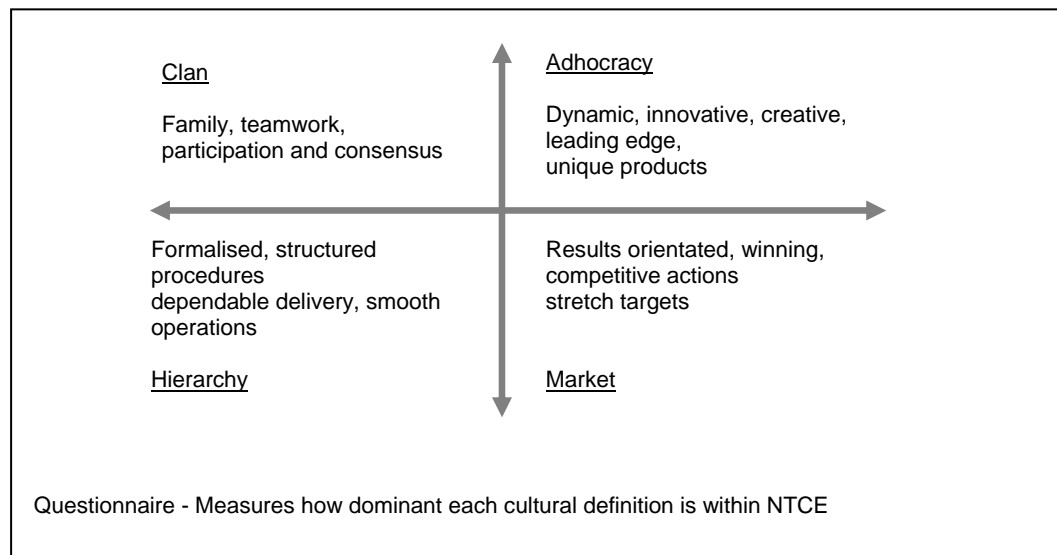 Clan
Family, teamwork,
participation and consensus
Adhocracy
Dynamic, innovative, creative,
leading edge,
unique products
Formalised, structured
procedures
dependable delivery, smooth
operations
Hierarchy
Results orientated, winning,
competitive actions
stretch targets
Market
Questionnaire - Measures how dominant each cultural definition is within NTCE